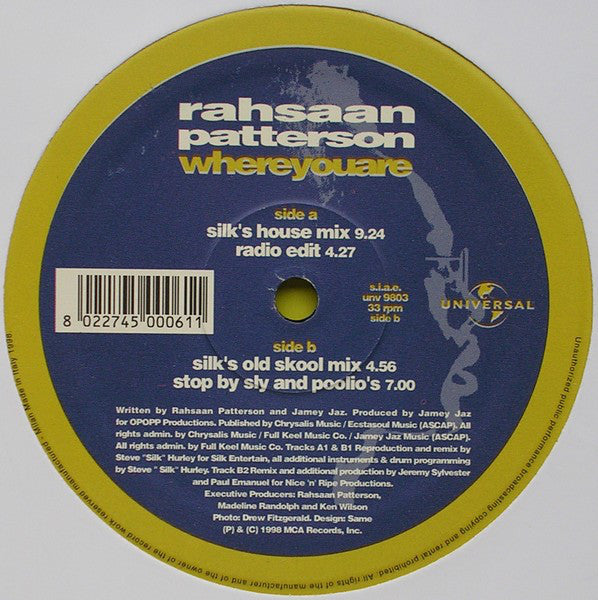 rahsaan
patterson
whereyouare
side a
silk's house mix 9.24
radio edit 4.27
s.i.a.e.
unv 9803
33 rpm
side b
UNIVERSAL
8 022745 000611
side b
silk's old skool mix 4.56
stop by sly and poolio's 7.00
Written by Rahsaan Patterson and Jamey Jaz. Produced by Jamey Jaz
for OPOPP Productions. Published by Chrysalis Music / Ecstasoul Music (ASCAP). All
rights admin. by Chrysalis Music / Full Keel Music Co. / Jamey Jaz Music (ASCAP).
All rights admin. by Full Keel Music Co. Tracks A1 & B1 Reproduction and remix by
Steve "Silk" Hurley for Silk Entertain, all additional instruments & drum programming
by Steve " Silk" Hurley. Track B2 Remix and additional production by Jeremy Sylvester
and Paul Emanuel for Nice 'n' Ripe Productions.
Executive Producers: Rahsaan Patterson,
Madeline Randolph and Ken Wilson
Photo: Drew Fitzgerald. Design: Same
(P) & (C) 1998 MCA Records, Inc.
Unauthorized public performance broadcasting copying and rental prohibited. All rights of the manufacturer and of the owner of the record work reserved manufactured Milan Made in Italy 1998